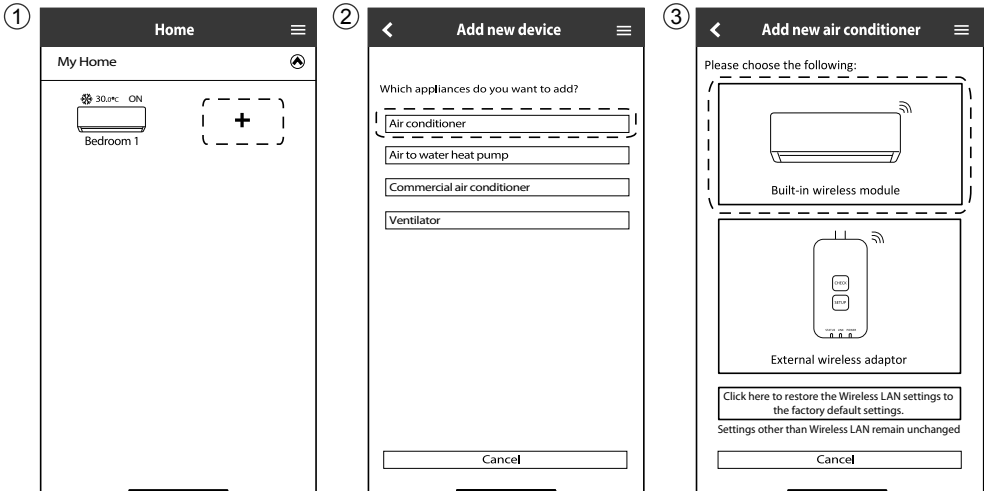 ①
Home
My Home
30.0°C ON
Bedroom 1
+
②
Add new device
Which appliances do you want to add?
Air conditioner
Air to water heat pump
Commercial air conditioner
Ventilator
Cancel
③
Add new air conditioner
Please choose the following:
Built-in wireless module
CHECK
SETUP
STATUS LINK POWER
External wireless adaptor
Click here to restore the Wireless LAN settings to
the factory default settings.
Settings other than Wireless LAN remain unchanged
Cancel